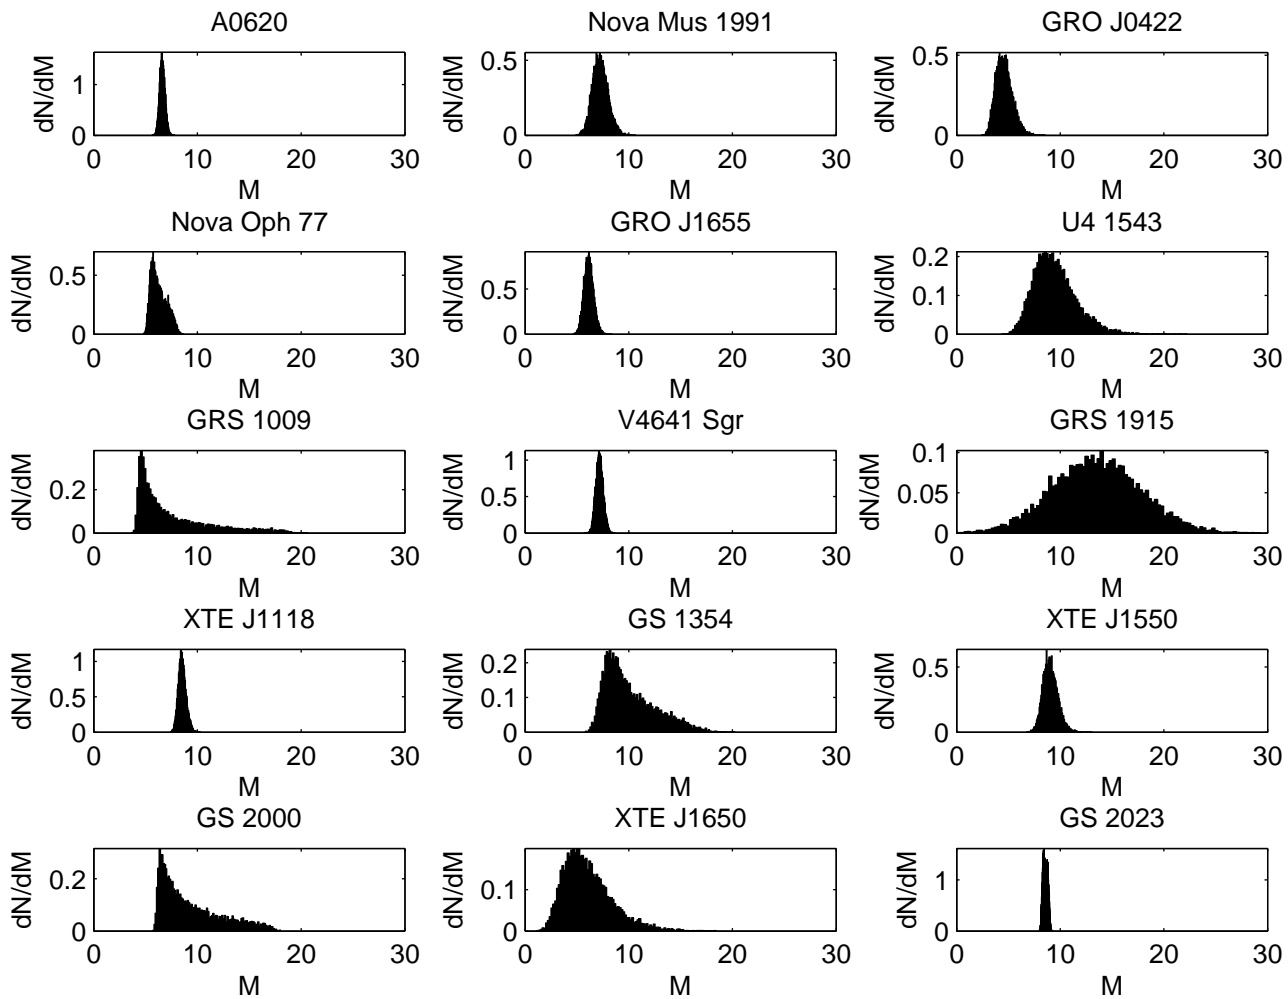 A0620 Nova Mus 1991 GRO J0422
dN/dM 1 0 dN/dM 0.5 0 dN/dM 0.5 0
0 10 20 30 0 10 20 30 0 10 20 30
M M M
Nova Oph 77 GRO J1655 U4 1543
dN/dM 0.5 0 dN/dM 0.5 0 dN/dM 0.2 0.1 0
0 10 20 30 0 10 20 30 0 10 20 30
M M M
GRS 1009 V4641 Sgr GRS 1915
dN/dM 0.2 0 dN/dM 1 0.5 0 dN/dM 0.1 0.05 0
0 10 20 30 0 10 20 30 0 10 20 30
M M M
XTE J1118 GS 1354 XTE J1550
dN/dM 1 0.5 0 dN/dM 0.2 0.1 0 dN/dM 0.5 0
0 10 20 30 0 10 20 30 0 10 20 30
M M M
GS 2000 XTE J1650 GS 2023
dN/dM 0.2 0 dN/dM 0.1 0 dN/dM 1 0
0 10 20 30 0 10 20 30 0 10 20 30
M M M